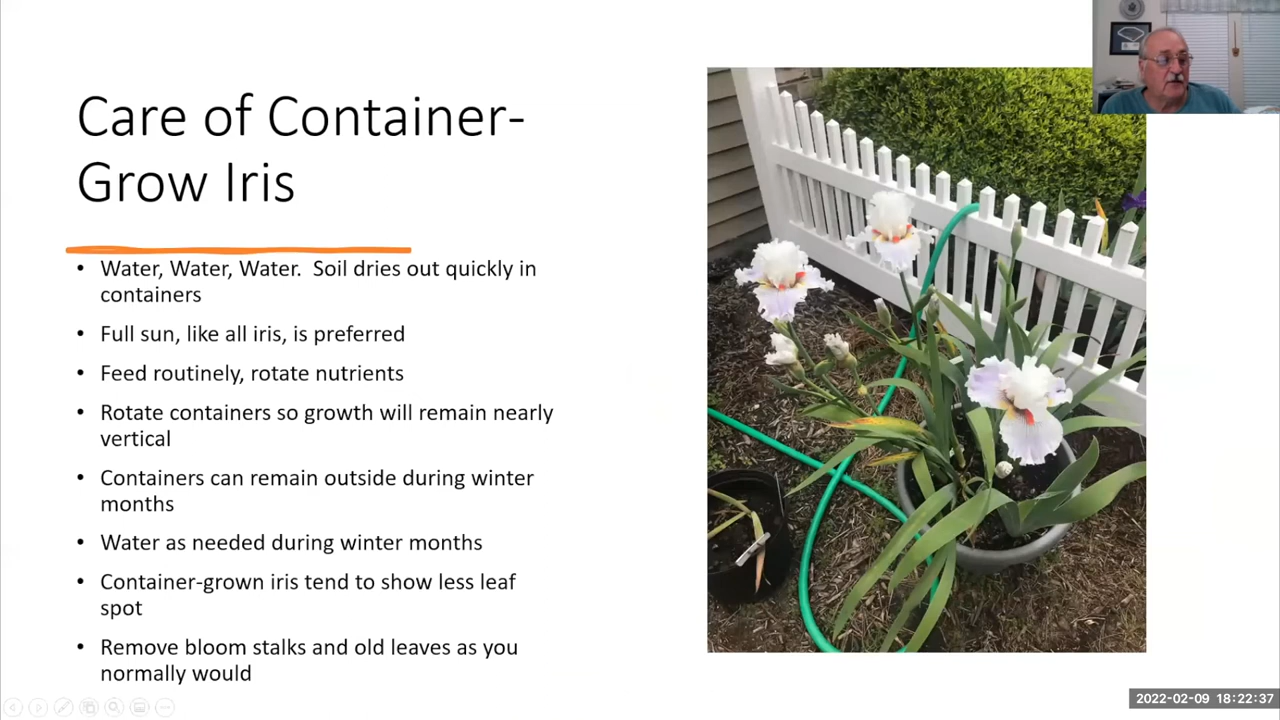 Care of Container-
Grow Iris
• Water, Water, Water. Soil dries out quickly in
containers
• Full sun, like all iris, is preferred
• Feed routinely, rotate nutrients
• Rotate containers so growth will remain nearly
vertical
• Containers can remain outside during winter
months
• Water as needed during winter months
• Container-grown iris tend to show less leaf
spot
• Remove bloom stalks and old leaves as you
normally would
2022-02-09 18:22:37